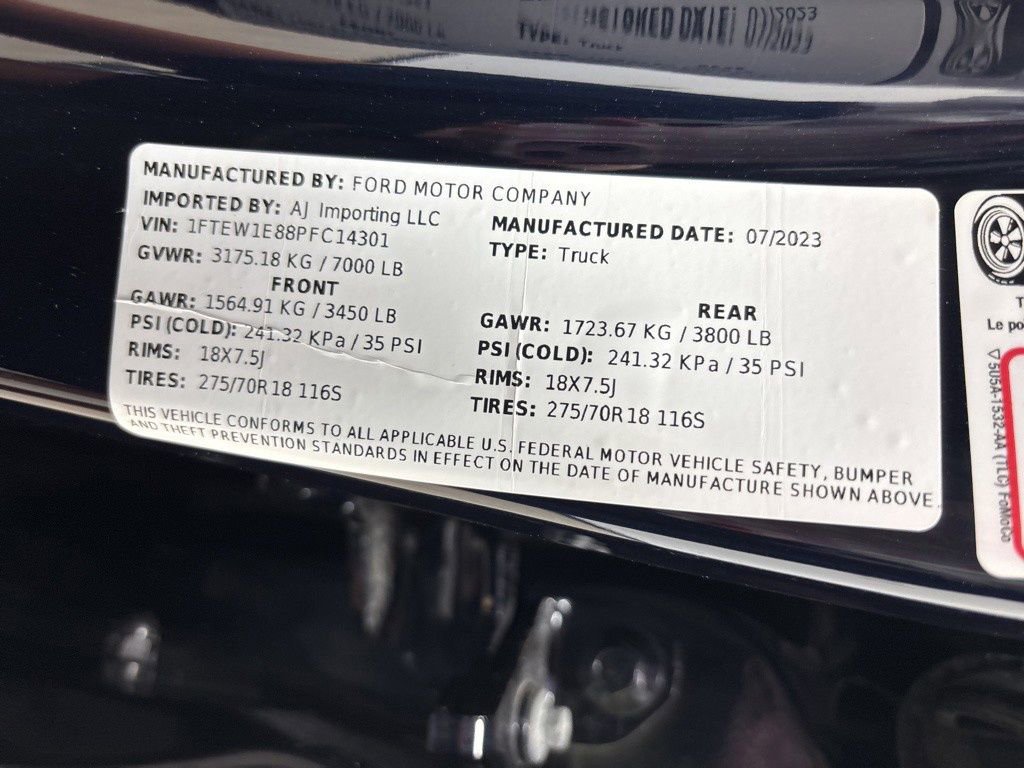 MANUFACTURED BY: FORD MOTOR COMPANY
IMPORTED BY: AJ Importing LLC
VIN: 1FTEW1E88PFC14301
GVWR: 3175.18 KG / 7000 LB
MANUFACTURED DATE: 07/2023
TYPE: Truck
FRONT
GAWR: 1564.91 KG / 3450 LB
PSI (COLD): 241.32 KPa / 35 PSI
RIMS: 18X7.5J
TIRES: 275/70R18 116S
REAR
GAWR: 1723.67 KG / 3800 LB
PSI (COLD): 241.32 KPa / 35 PSI
RIMS: 18X7.5J
TIRES: 275/70R18 116S
THIS VEHICLE CONFORMS TO ALL APPLICABLE U.S. FEDERAL MOTOR VEHICLE SAFETY, BUMPER
AND THEFT PREVENTION STANDARDS IN EFFECT ON THE DATE OF MANUFACTURE SHOWN ABOVE.
T
Le po